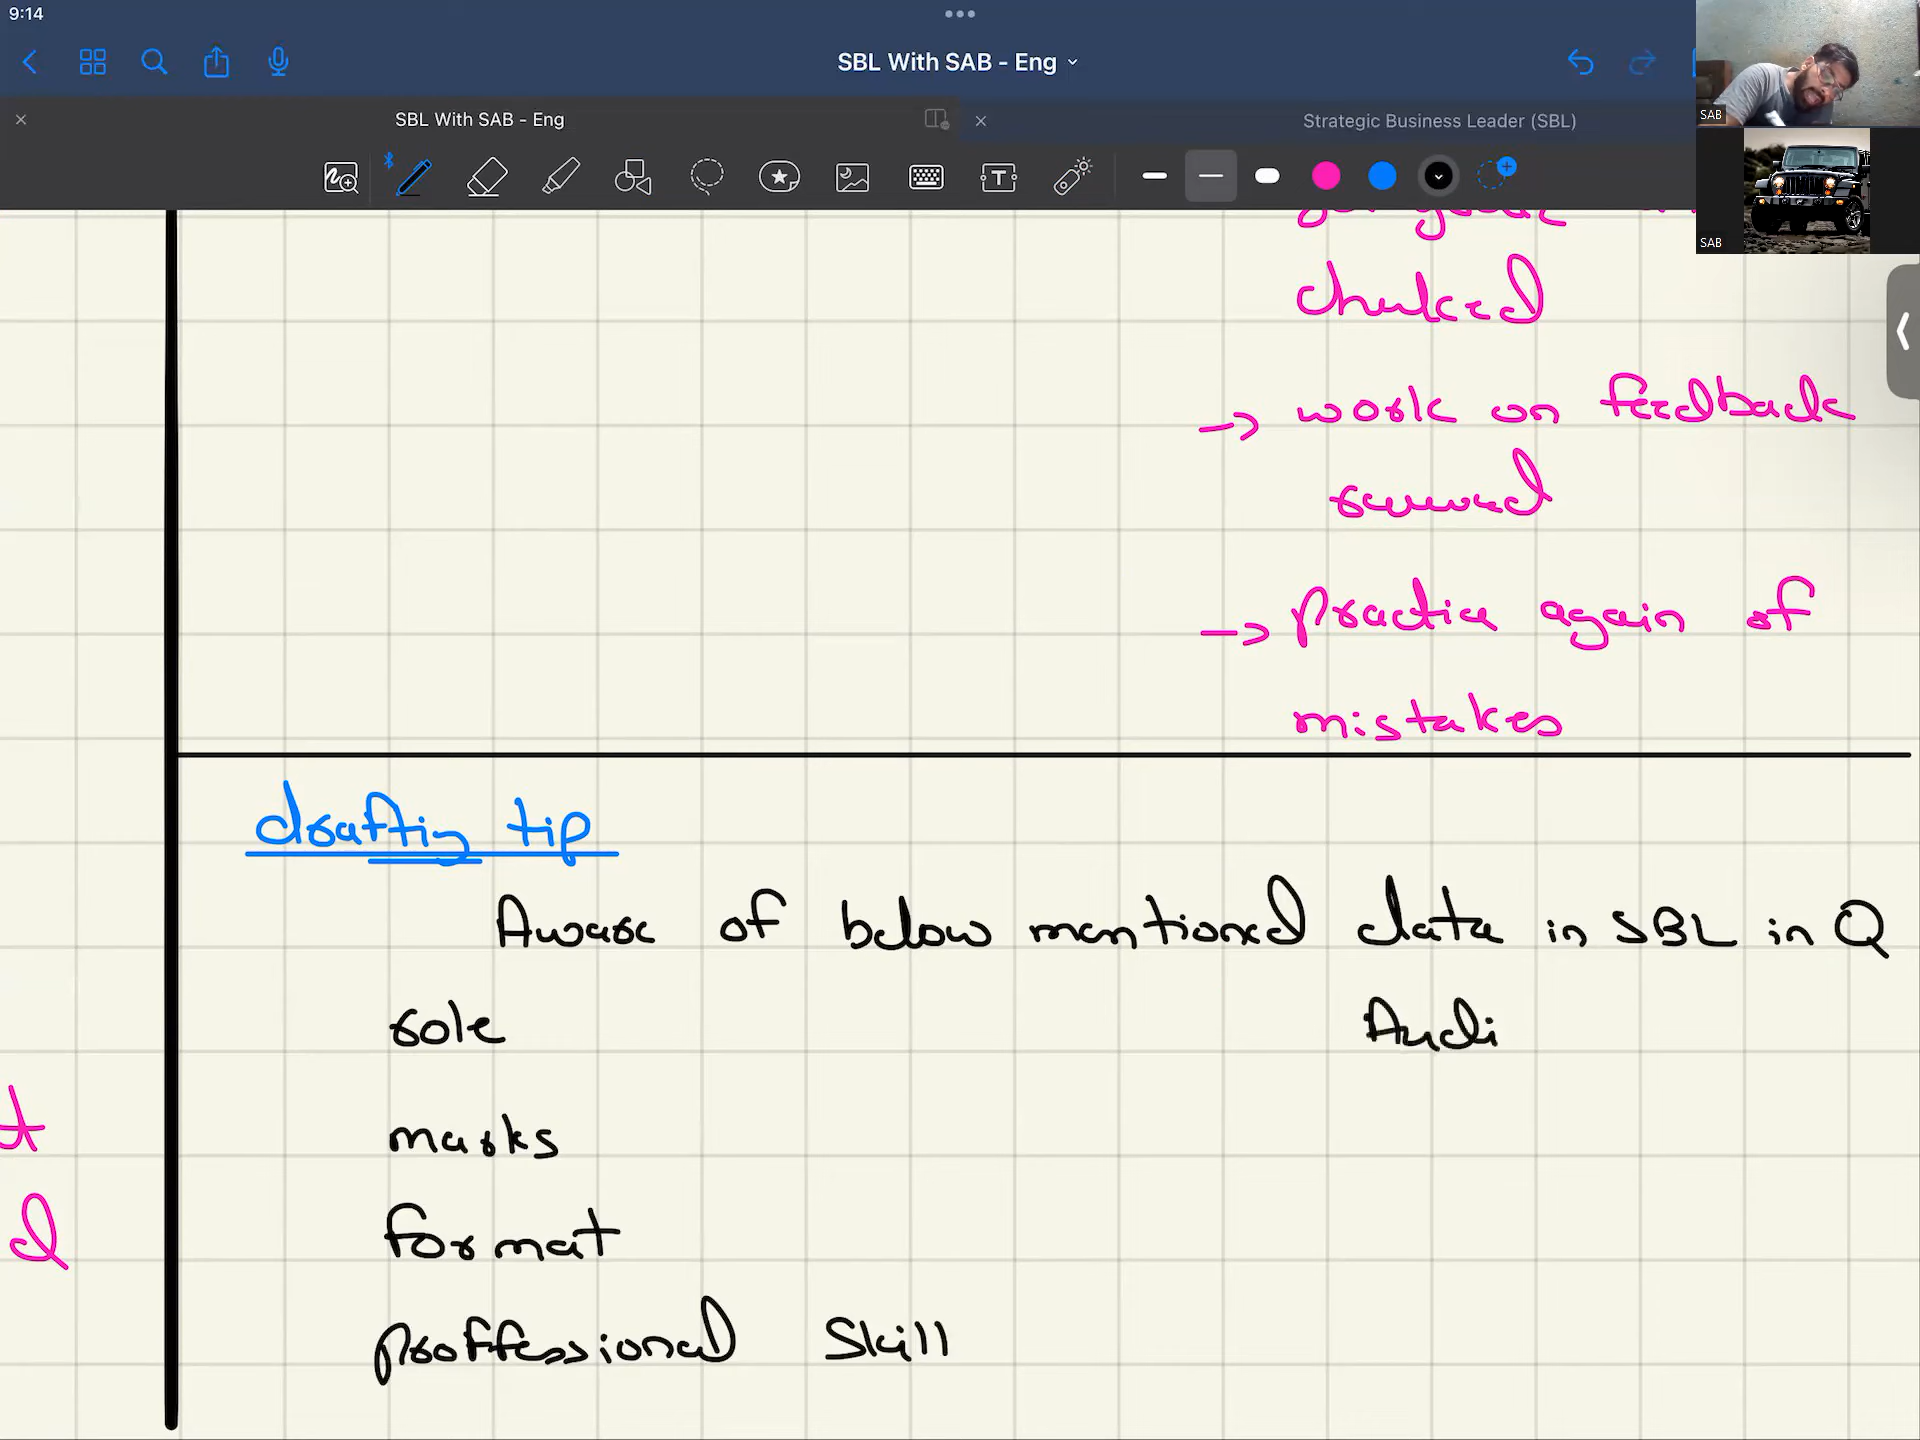 9:14
SBL With SAB - Eng
SBL With SAB - Eng
Strategic Business Leader (SBL)
SAB
SAB
T
→ work on feedback
→ practice again of
mistakes
drafting tip
Aware of below mentioned data in SBL in Q
role
Audi
marks
format
proffessional skill